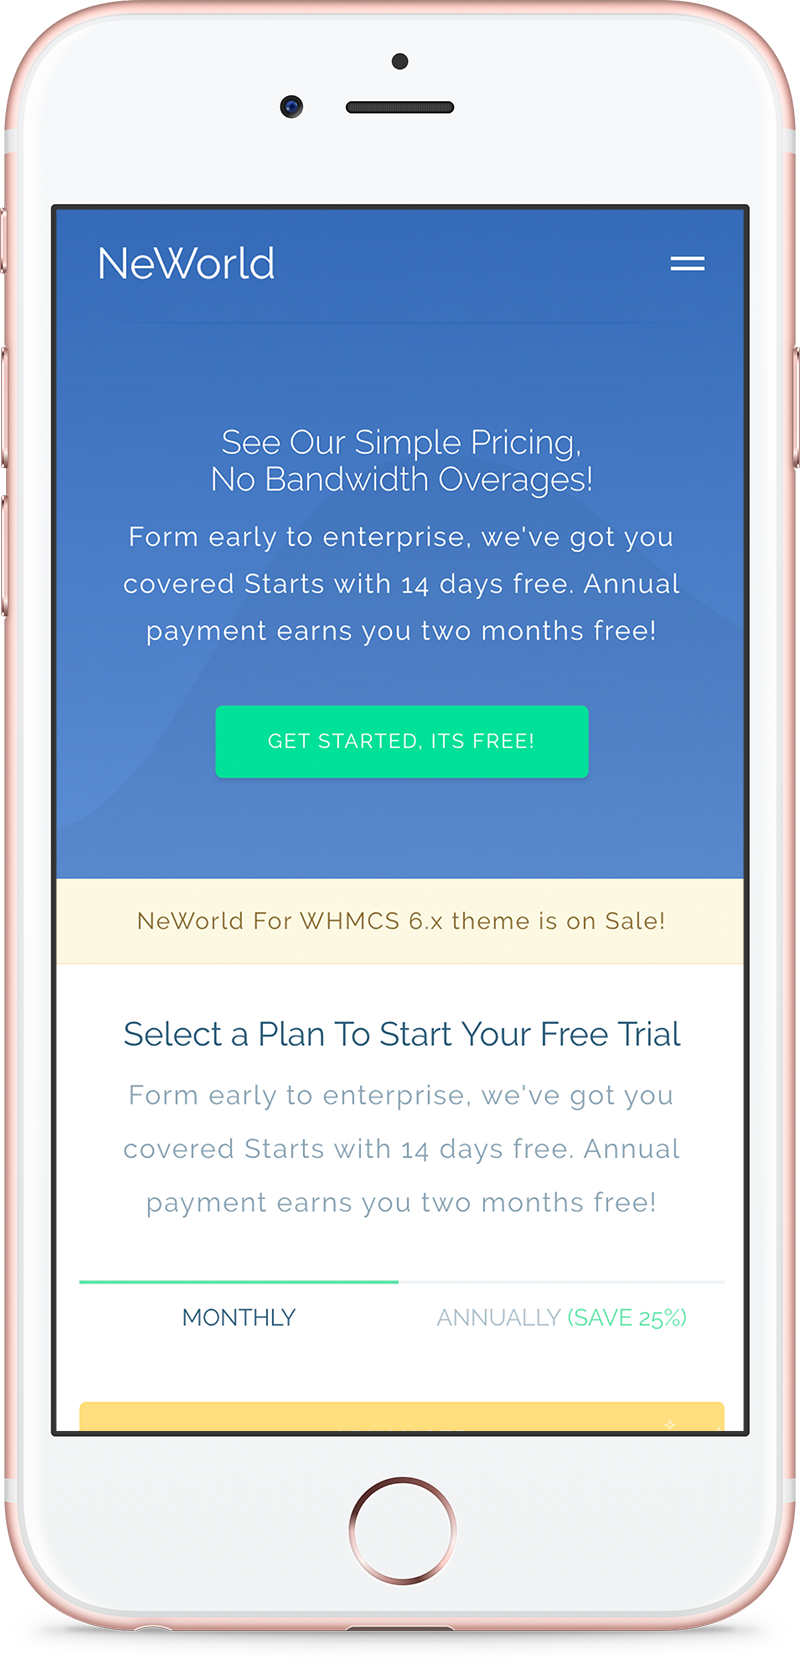 NeWorld
See Our Simple Pricing,
No Bandwidth Overages!
Form early to enterprise, we've got you
covered Starts with 14 days free. Annual
payment earns you two months free!
GET STARTED, ITS FREE!
NeWorld For WHMCS 6.x theme is on Sale!
Select a Plan To Start Your Free Trial
Form early to enterprise, we've got you
covered Starts with 14 days free. Annual
payment earns you two months free!
MONTHLY
ANNUALLY (SAVE 25%)